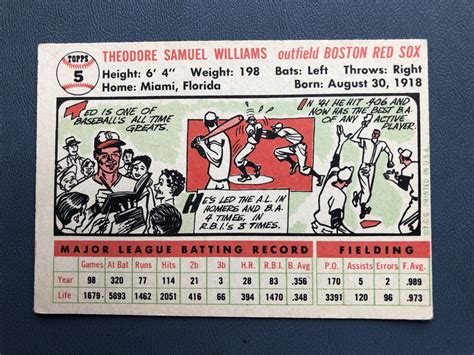 TOPPS
5
THEODORE SAMUEL WILLIAMS outfield BOSTON RED SOX
Height: 6' 4" Weight: 198 Bats: Left Throws: Right
Home: Miami, Florida Born: August 30, 1918
TED IS ONE OF
BASEBALL'S ALL TIME
GREATS.
HE'S LED THE A.L. IN
HOMERS AND B.A.
4 TIMES, IN
R.B.I.'S 3 TIMES.
IN '41 HE HIT .406 AND
NOW HAS THE BEST B.A.
OF ANY ACTIVE
PLAYER.
© T.C.G. PRINTED IN U.S.A.
MAJOR LEAGUE BATTING RECORD FIELDING
Games At Bat Runs Hits 2b 3b H.R. R.B.I. B. Avg P.O. Assists Errors F. Avg.
Year 98 320 77 114 21 3 28 83 .356 170 5 2 .989
Life 1679 5893 1462 2051 416 66 394 1470 .348 3391 120 96 .973